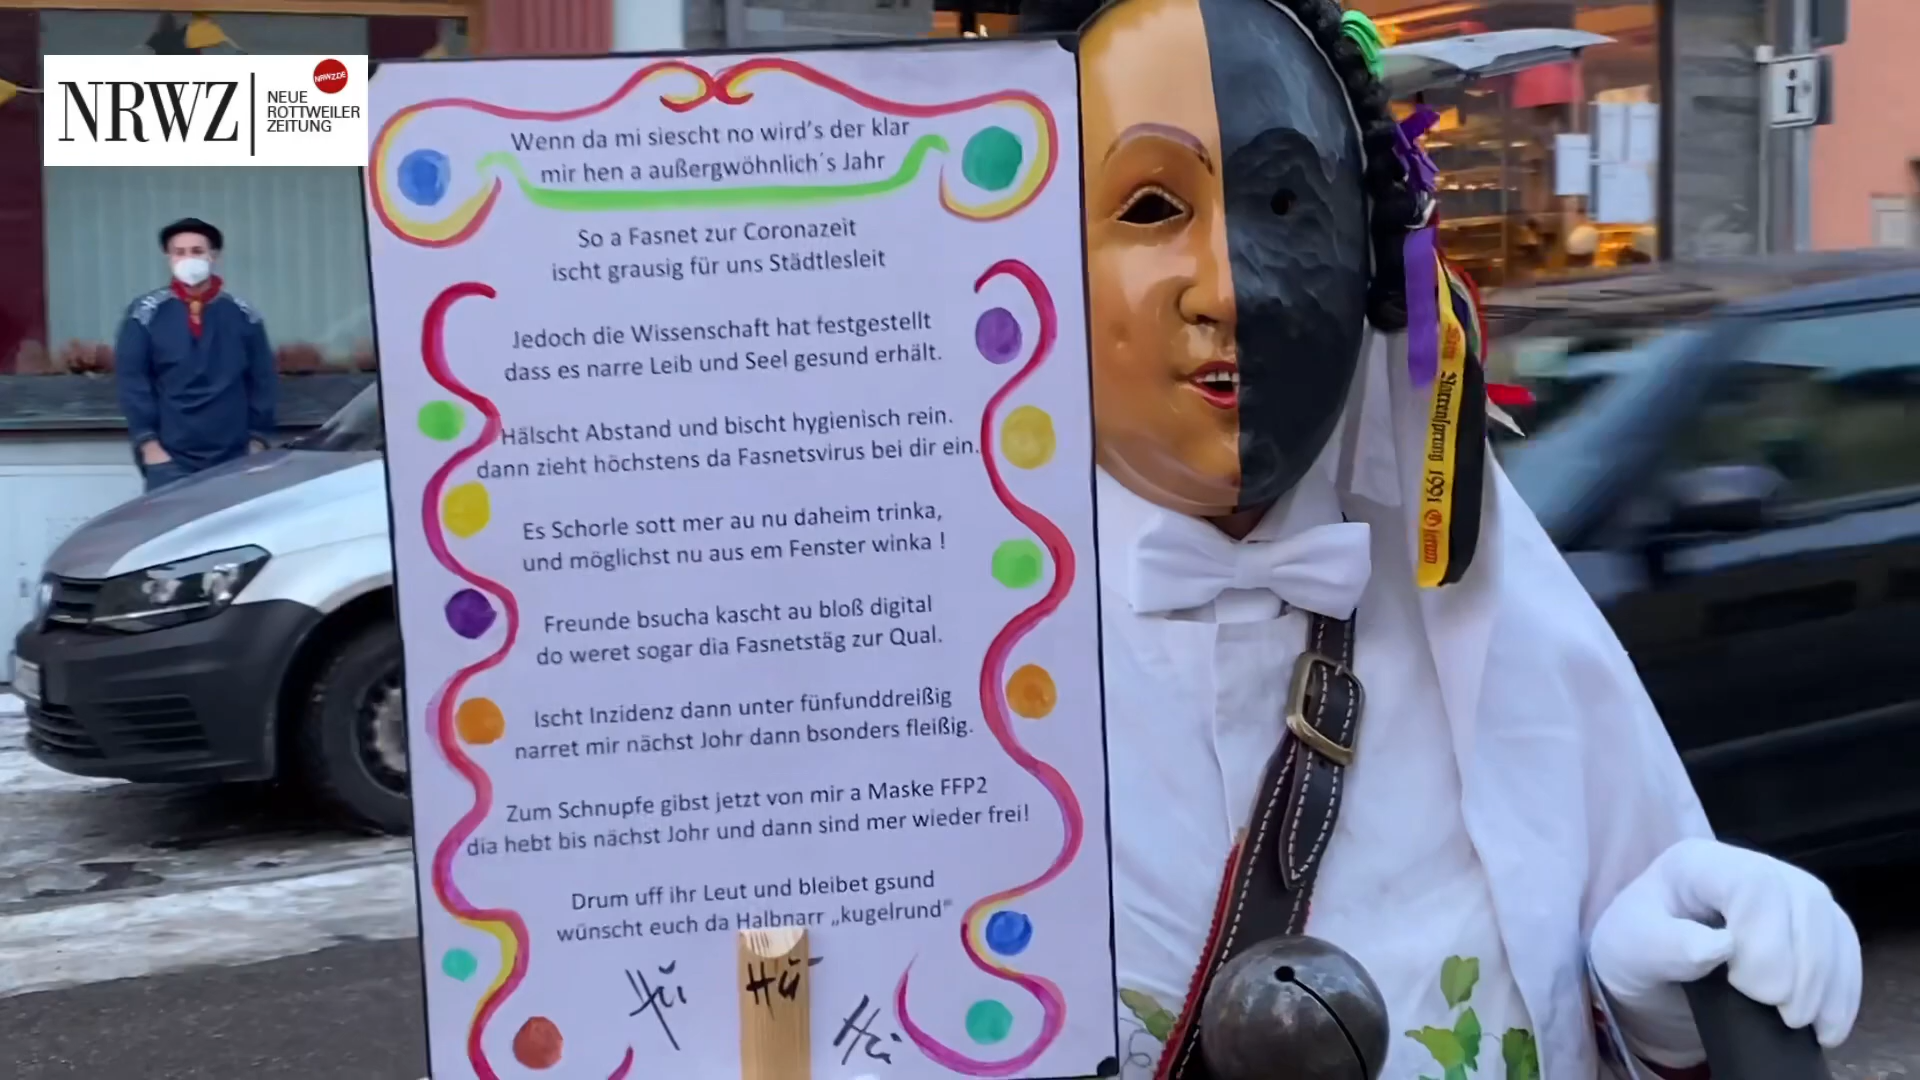 NRWZ
NEUE
ROTTWEILER
ZEITUNG
NRWZ.DE
Wenn da mi siescht no wird's der klar
mir hen a außergwöhnlich´s Jahr
So a Fasnet zur Coronazeit
ischt grausig für uns Städtlesleit
Jedoch die Wissenschaft hat festgestellt
dass es narre Leib und Seel gesund erhält.
Hälscht Abstand und bischt hygienisch rein.
dann zieht höchstens da Fasnetsvirus bei dir ein.
Es Schorle sott mer au nu daheim trinka,
und möglichst nu aus em Fenster winka !
Freunde bsucha kascht au bloß digital
do weret sogar dia Fasnetstäg zur Qual.
Ischt Inzidenz dann unter fünfunddreißig
narret mir nächst Johr dann bsonders fleißig.
Zum Schnupfe gibst jetzt von mir a Maske FFP2
dia hebt bis nächst Johr und dann sind mer wieder frei!
Drum uff ihr Leut und bleibet gsund
wünscht euch da Halbnarr „kugelrund"
Hü Hü Hü
Narrensprung 1991
i